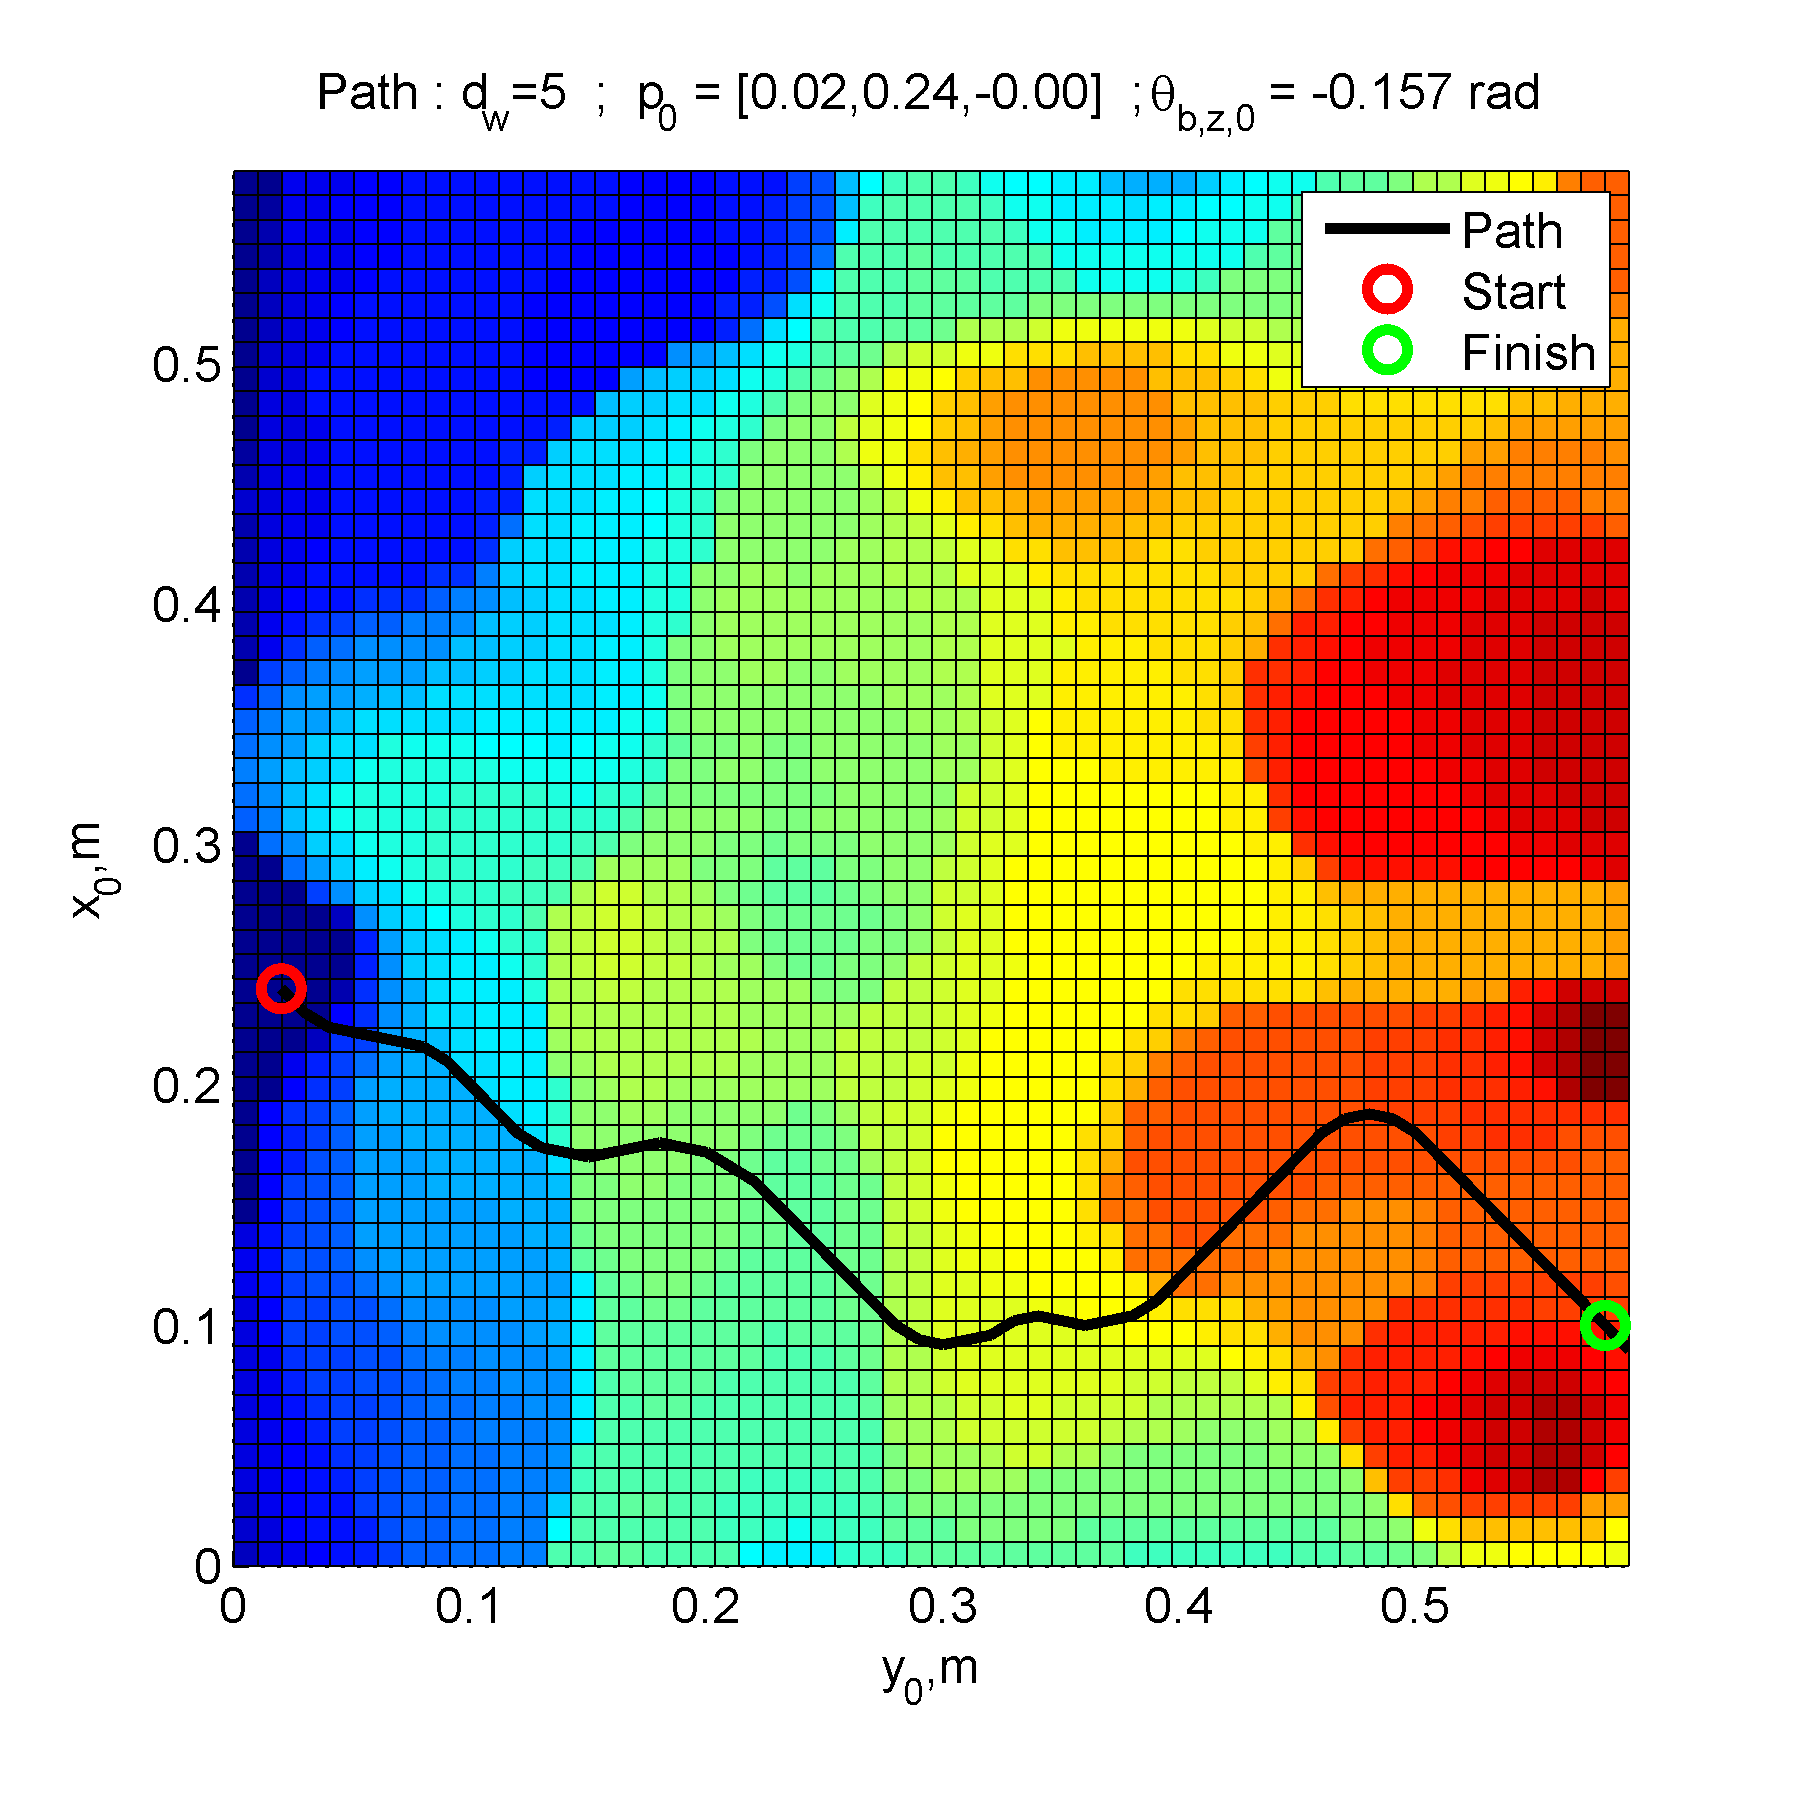 Path : d_w=5 ; p_0 = [0.02,0.24,-0.00] ;θ_b,z,0 = -0.157 rad
Path
Start
Finish
0.5
0.4
0.3
0.2
0.1
0
x_0,m
0 0.1 0.2 0.3 0.4 0.5
y_0,m